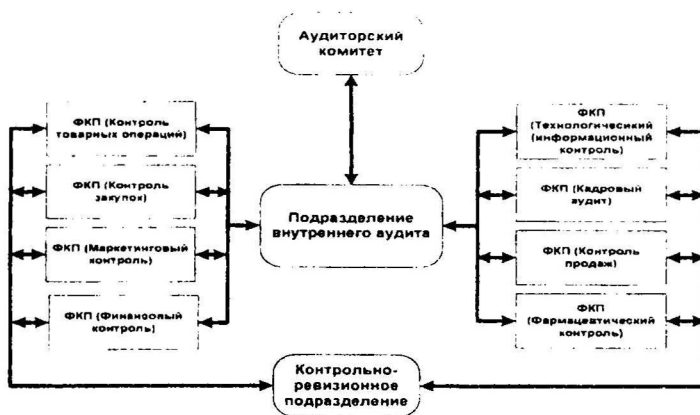 Аудиторский
комитет
ФКП (Контроль
товарных операций)
ФКП (Контроль
закупок)
ФКП (Маркетинговый
контроль)
ФКП (Финансовый
контроль)
Подразделение
внутреннего аудита
ФКП
(Технологический
(информационный
контроль)
ФКП (Кадровый
аудит)
ФКП (Контроль
продаж)
ФКП
(Фармацевтический
контроль)
Контрольно-
ревизионное
подразделение